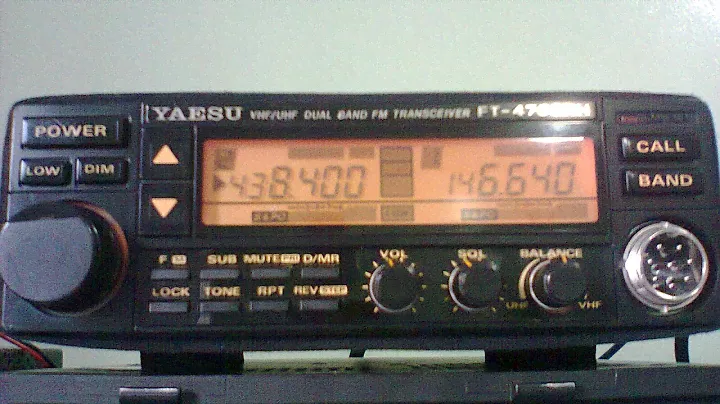 YAESU VHF/UHF DUAL BAND FM TRANSCEIVER
POWER
LOW DIM
438.400 146.640
CALL
BAND
F SUB MUTE D/MR
LOCK TONE RPT REV STEP
VOL SQL BALANCE
UHF VHF